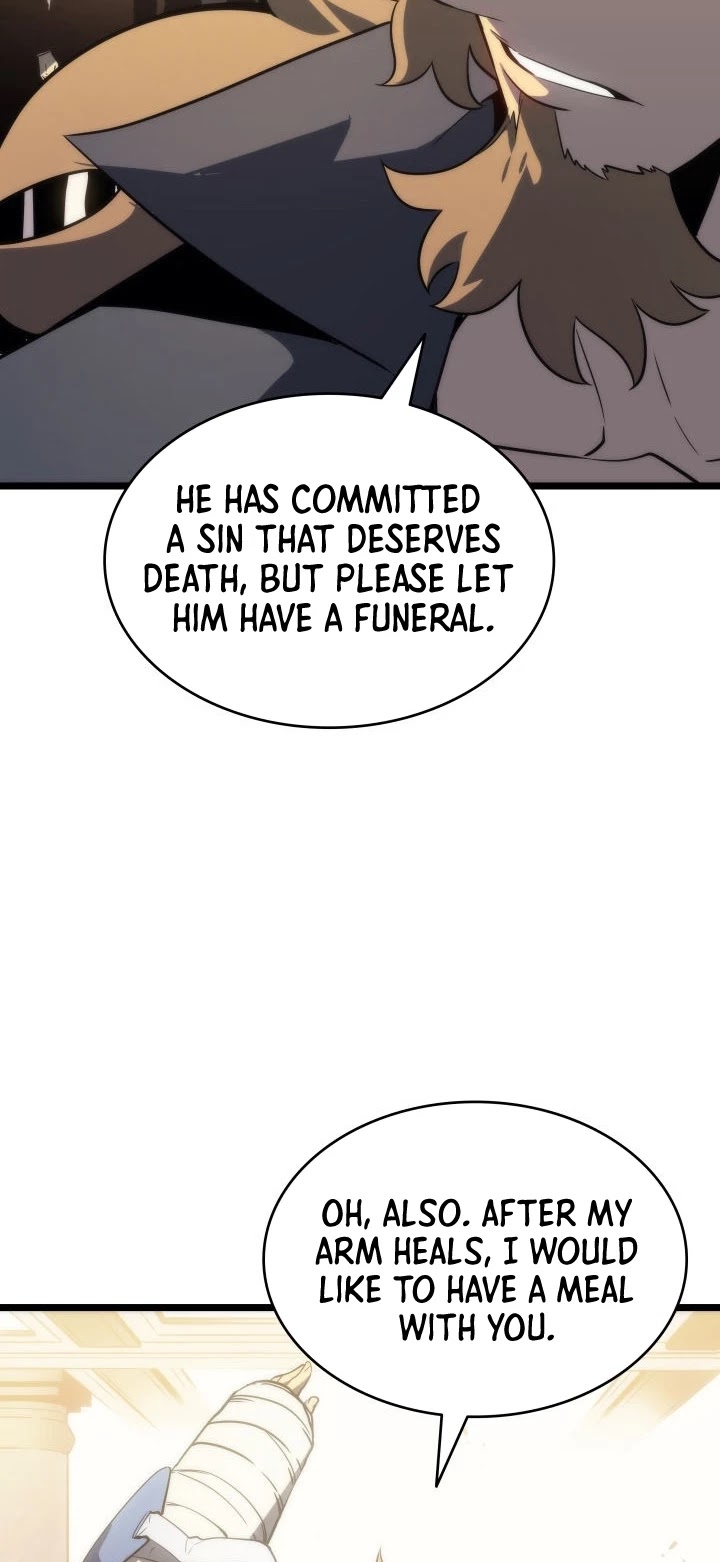 HE HAS COMMITTED
A SIN THAT DESERVES
DEATH, BUT PLEASE LET
HIM HAVE A FUNERAL.
OH, ALSO. AFTER MY
ARM HEALS, I WOULD
LIKE TO HAVE A MEAL
WITH YOU.